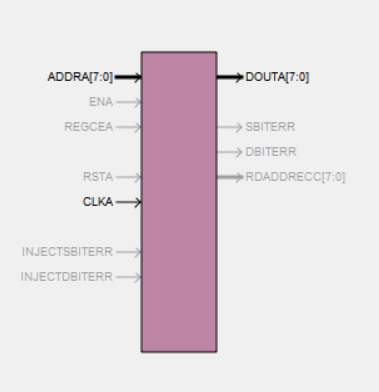 ADDRA[7:0]
DOUTA[7:0]
ENA
REGCEA
SBITERR
DBITERR
RSTA
RDADDRECC[7:0]
CLKA
INJECTSBITERR
INJECTDBITERR